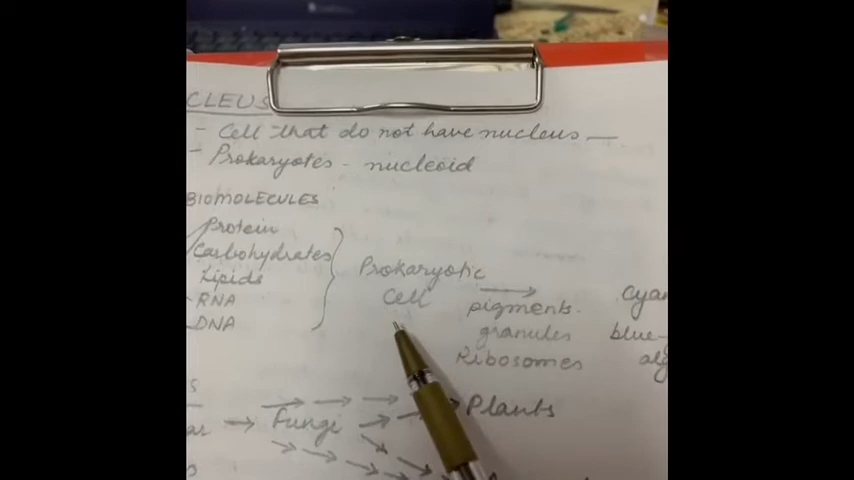 CLEUS
- Cell that do not have nucleus —
- Prokaryotes - nucleoid
BIOMOLECULES
Protein
Carbohydrates
Lipids
RNA
DNA
Prokaryotic
Cell
→ pigments.
granules
Ribosomes
cyan
blue-
alg
s
ar → Fungi → Plants